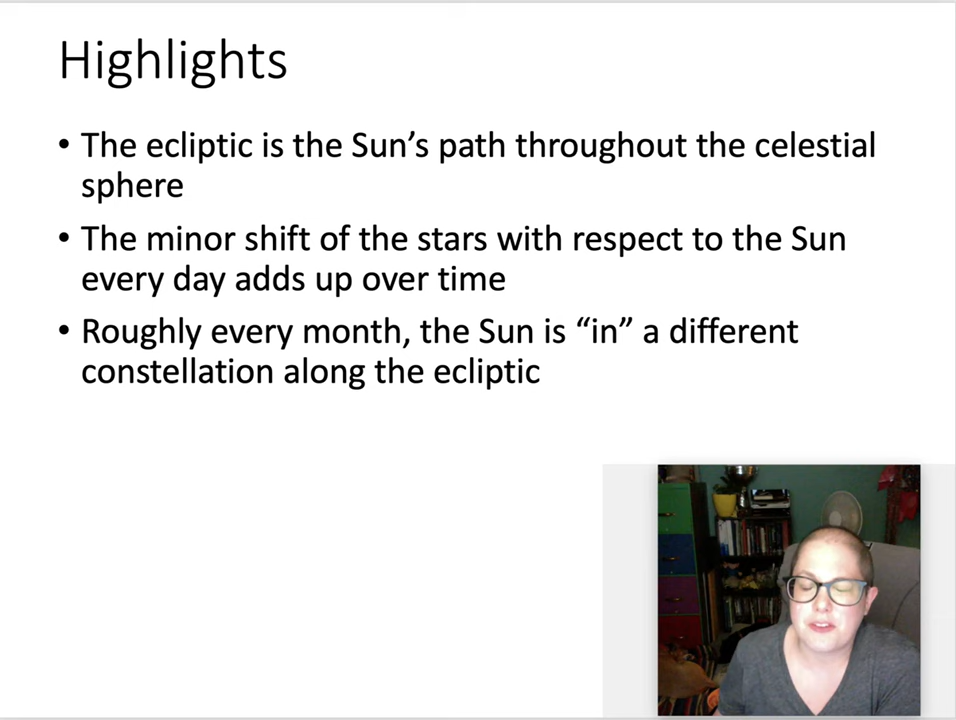 Highlights
• The ecliptic is the Sun’s path throughout the celestial
sphere
• The minor shift of the stars with respect to the Sun
every day adds up over time
• Roughly every month, the Sun is “in” a different
constellation along the ecliptic